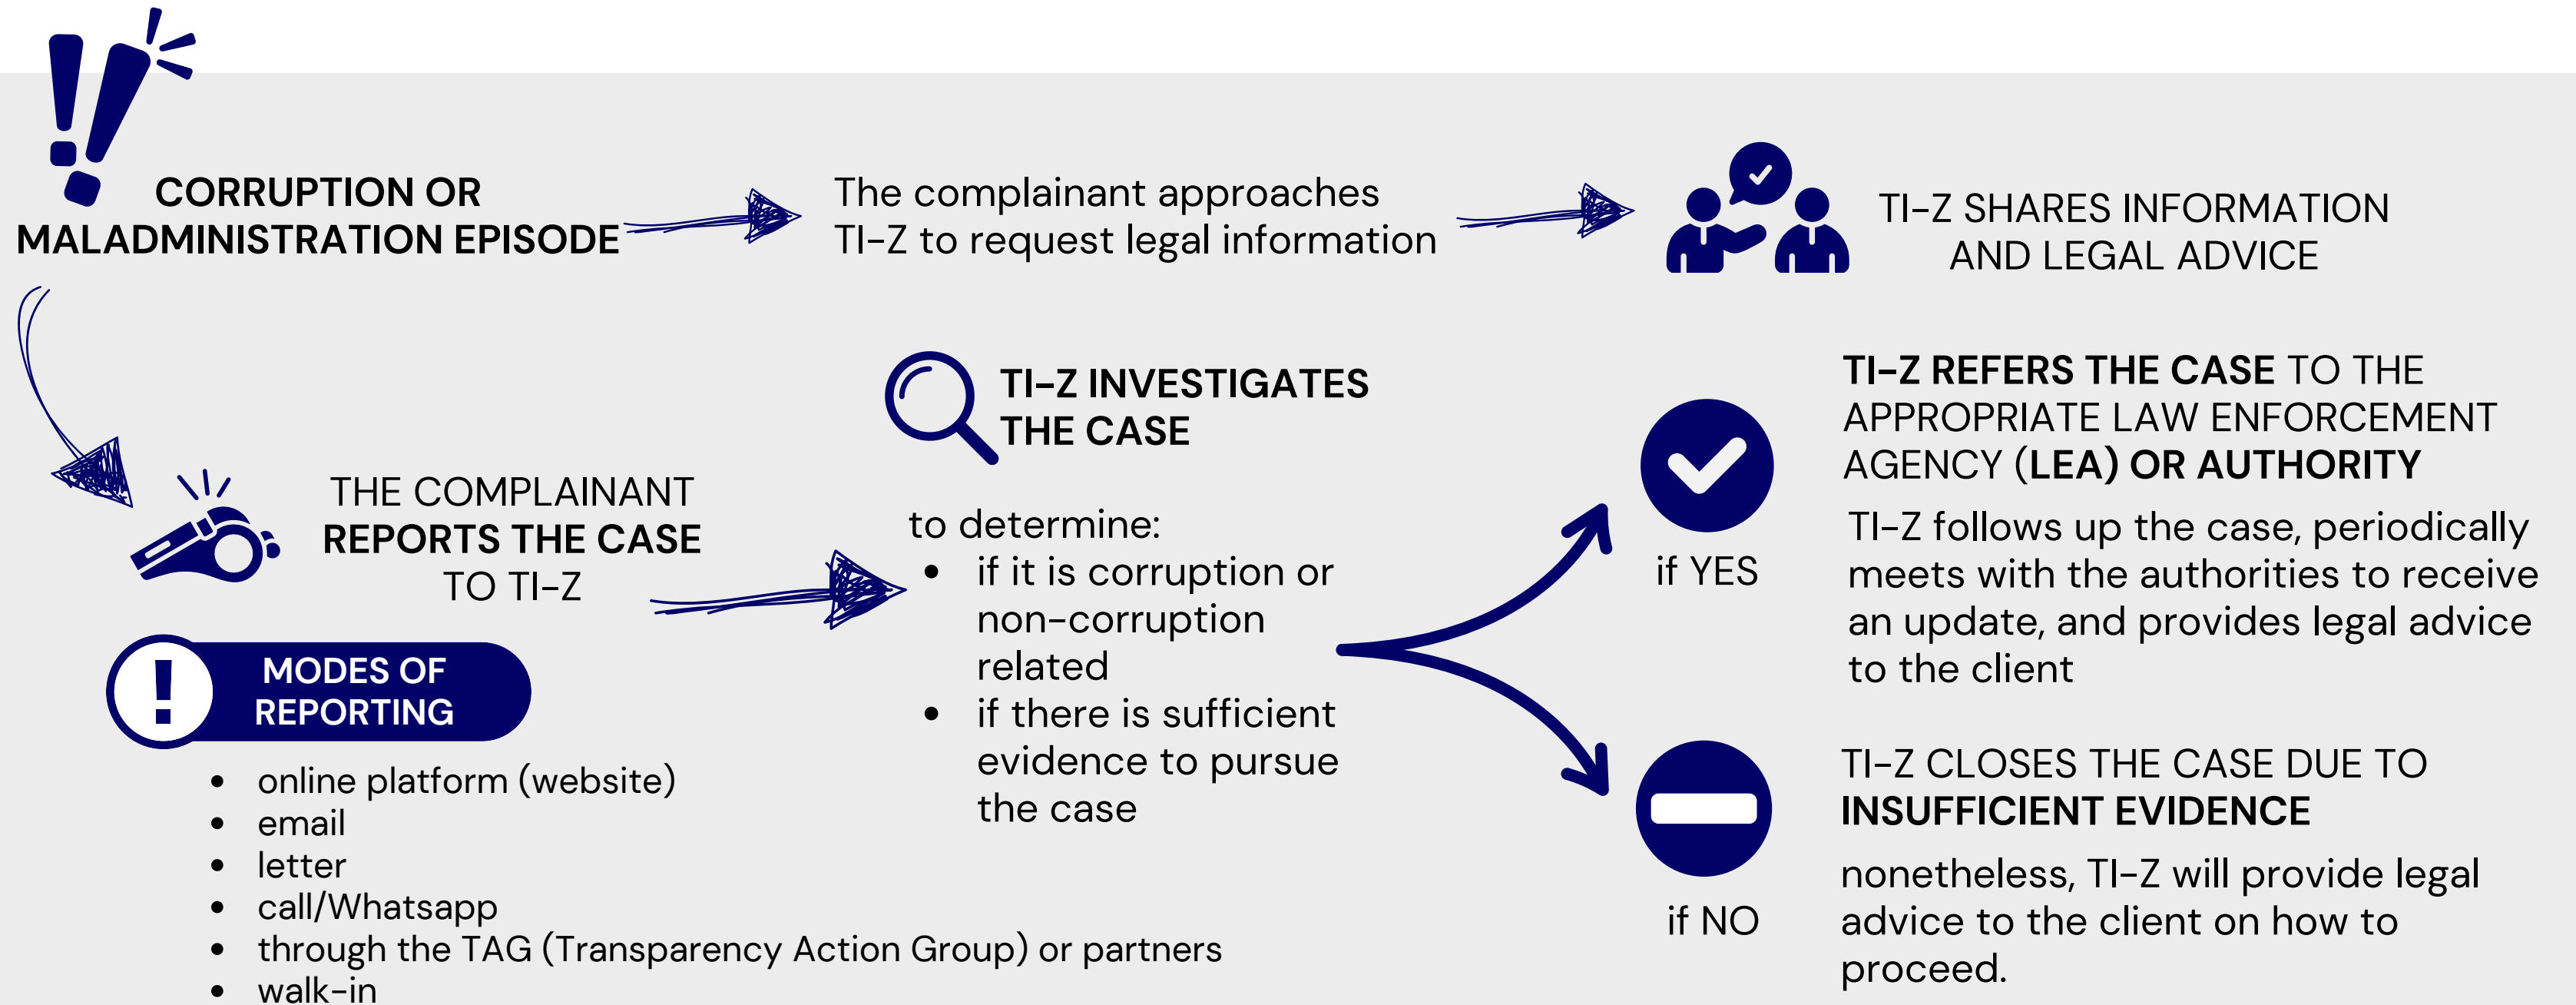 CORRUPTION OR
MALADMINISTRATION EPISODE
The complainant approaches
TI-Z to request legal information
TI-Z SHARES INFORMATION
AND LEGAL ADVICE
THE COMPLAINANT
REPORTS THE CASE
TO TI-Z
MODES OF
REPORTING
• online platform (website)
• email
• letter
• call/Whatsapp
• through the TAG (Transparency Action Group) or partners
• walk-in
TI-Z INVESTIGATES
THE CASE
to determine:
• if it is corruption or
non-corruption
related
• if there is sufficient
evidence to pursue
the case
if YES
TI-Z REFERS THE CASE TO THE
APPROPRIATE LAW ENFORCEMENT
AGENCY (LEA) OR AUTHORITY
TI-Z follows up the case, periodically
meets with the authorities to receive
an update, and provides legal advice
to the client
if NO
TI-Z CLOSES THE CASE DUE TO
INSUFFICIENT EVIDENCE
nonetheless, TI-Z will provide legal
advice to the client on how to
proceed.